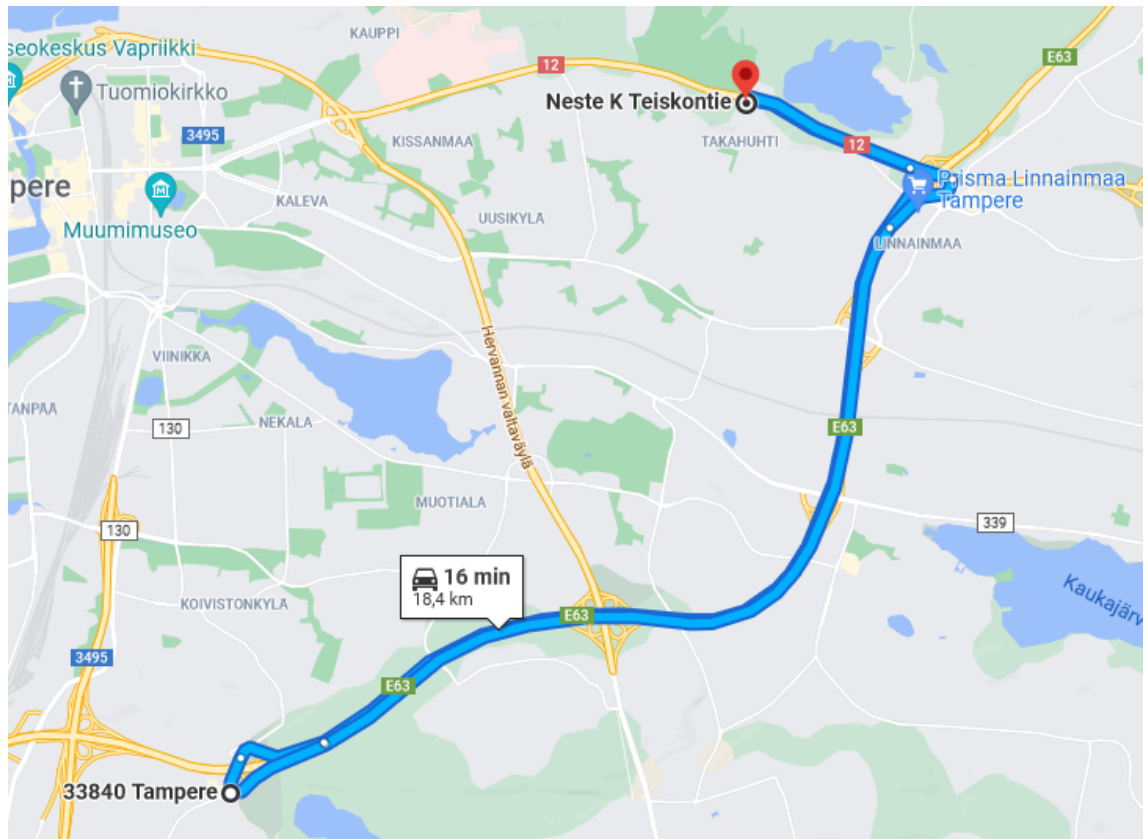 KAUPPI
E63
seokeskus Vapriikki
12
Tuomiokirkko
Neste K Teiskontie
3495
KISSANMAA
TAKAHUHTI
12
pere
Prisma Linnainmaa
Tampere
KALEVA
UUSIKYLÄ
Muumimuseo
LINNAINMAA
Hervannan valtaväylä
VIINIKKA
TANPÄÄ
NEKALA
130
E63
MUOTIALA
339
130
16 min
18,4 km
Kaukajärv
KOIVISTONKYLÄ
E63
3495
E63
33840 Tampere